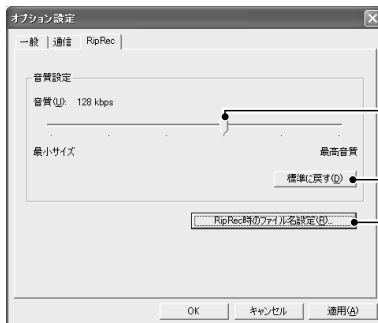 オプション設定
一般 通信 RipRec
音質設定
音質(U): 128 kbps
最小サイズ 最高音質
標準に戻す(D)
RipRec時のファイル名設定(R)...
OK キャンセル 適用(A)